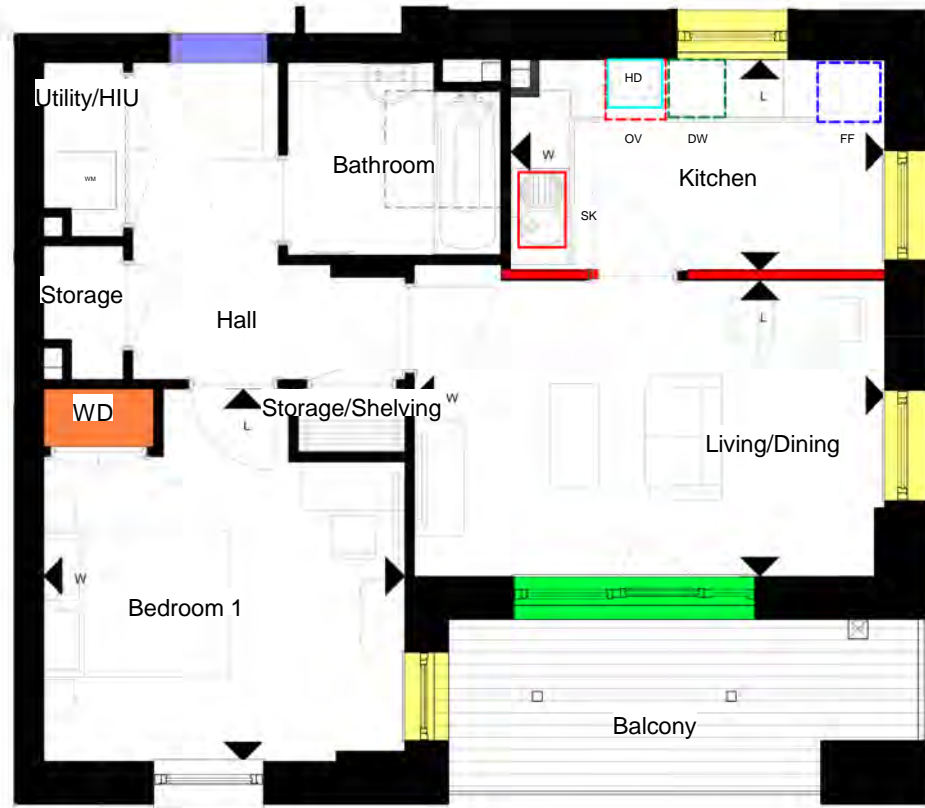 HD
Utility/HIU
L
OV
DW
FF
W
Bathroom
Kitchen
WM
SK
Storage
Hall
L
W
WD
Storage/Shelving
L
Living/Dining
W
Bedroom 1
Balcony